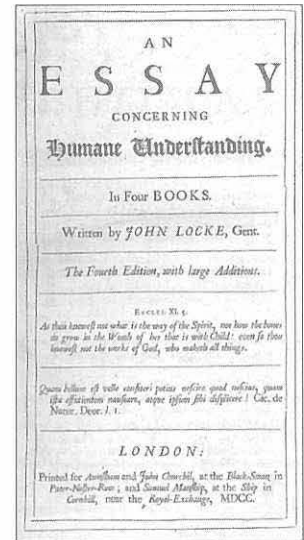 AN
ESSAY
CONCERNING
Humane Understanding.
In Four BOOKS.
Written by JOHN LOCKE, Gent.
The Fourth Edition, with large Additions.
ECCLES. XI. 5.
As thou knowest not what is the way of the Spirit, nor how the bones
do grow in the Womb of her that is with Child: even so thou
knowest not the works of God, who maketh all things.
Quam bellum est velle confiteri potius nescire quod nescias, quam
ista effutientem nauseare, atque ipsum sibi displicere! Cic. de
Natur. Deor. l. 1.
LONDON:
Printed for Awnsham and John Churchil, at the Black-Swan in
Pater-Noster-Row; and Samuel Manship, at the Ship in
Cornhill, near the Royal-Exchange, MDCC.